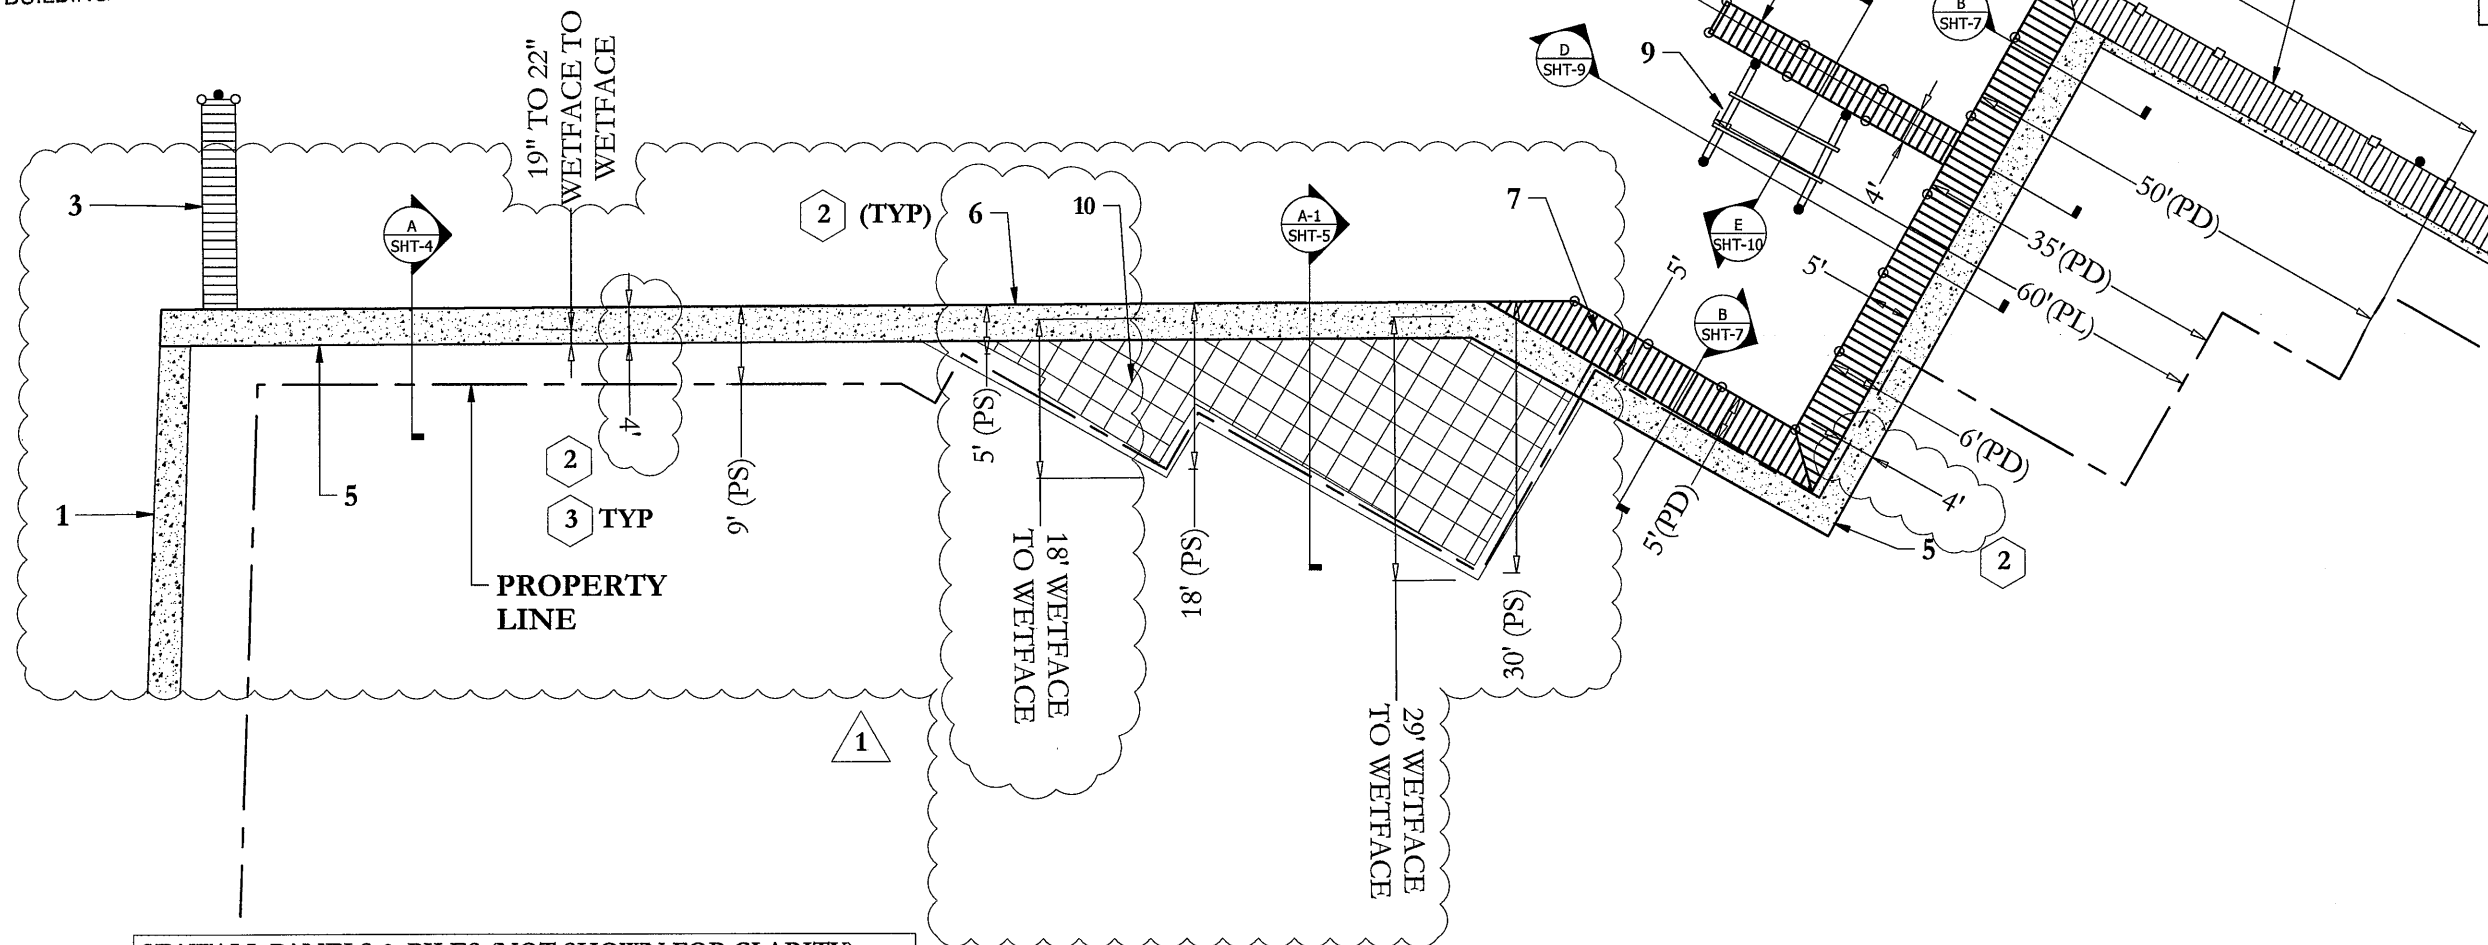 19" TO 22"
WETFACE TO
WETFACE
3
A
SHT-4
2
(TYP)
6
10
A-1
SHT-5
7
D
SHT-9
9
B
SHT-7
4'
E
SHT-10
50'(PD)
35'(PD)
60'(PL)
5'
5'
B
SHT-7
6'(PD)
4'
5
2
5'(PD)
1
5
4'
2
3
TYP
9' (PS)
5' (PS)
18' (PS)
30' (PS)
PROPERTY
LINE
18' WETFACE
TO WETFACE
29' WETFACE
TO WETFACE
1